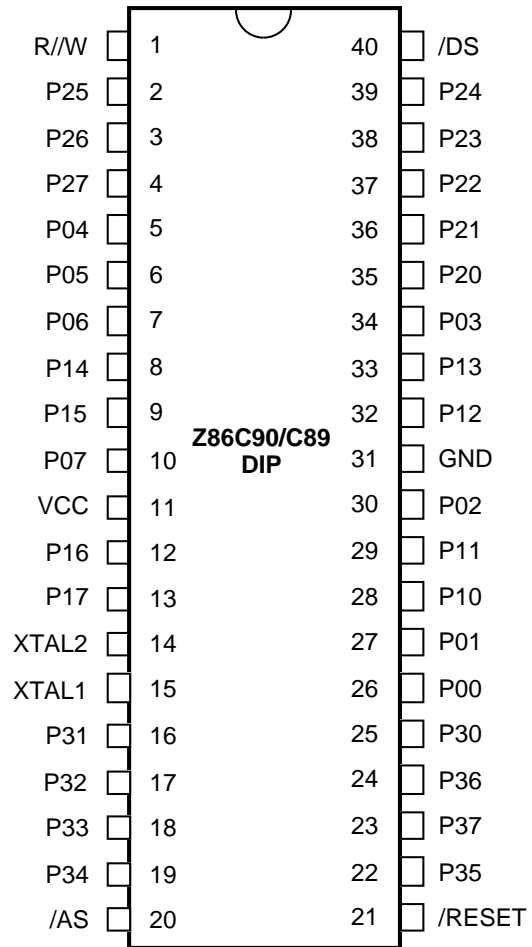 R//W 1 40 /DS
P25 2 39 P24
P26 3 38 P23
P27 4 37 P22
P04 5 36 P21
P05 6 35 P20
P06 7 34 P03
P14 8 33 P13
P15 9 32 P12
Z86C90/C89
DIP
P07 10 31 GND
VCC 11 30 P02
P16 12 29 P11
P17 13 28 P10
XTAL2 14 27 P01
XTAL1 15 26 P00
P31 16 25 P30
P32 17 24 P36
P33 18 23 P37
P34 19 22 P35
/AS 20 21 /RESET